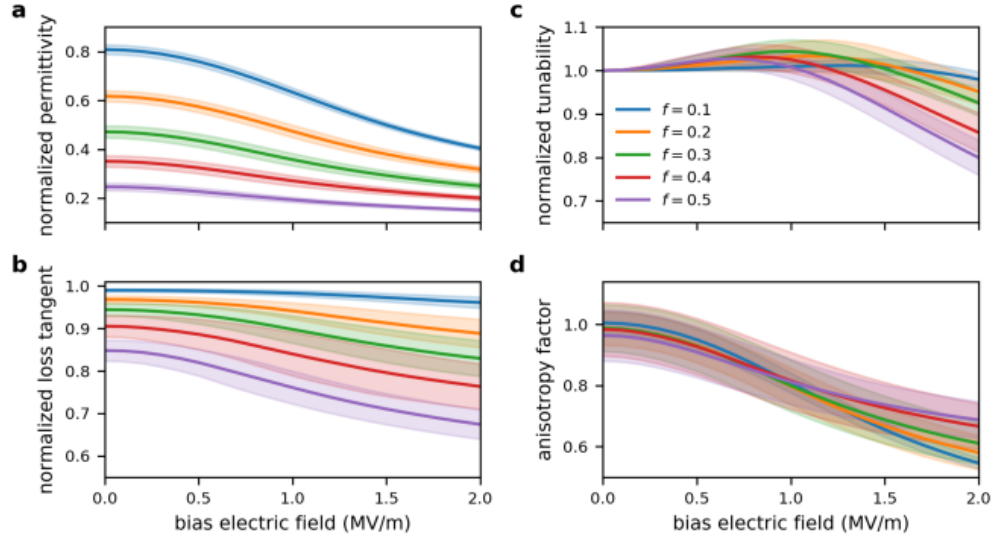 a
normalized permittivity
0.8
0.6
0.4
0.2
b
normalized loss tangent
1.0
0.9
0.8
0.7
0.6
0.0 0.5 1.0 1.5 2.0
bias electric field (MV/m)
c
normalized tunability
1.1
1.0
0.9
0.8
0.7
f = 0.1
f = 0.2
f = 0.3
f = 0.4
f = 0.5
d
anisotropy factor
1.0
0.8
0.6
0.0 0.5 1.0 1.5 2.0
bias electric field (MV/m)